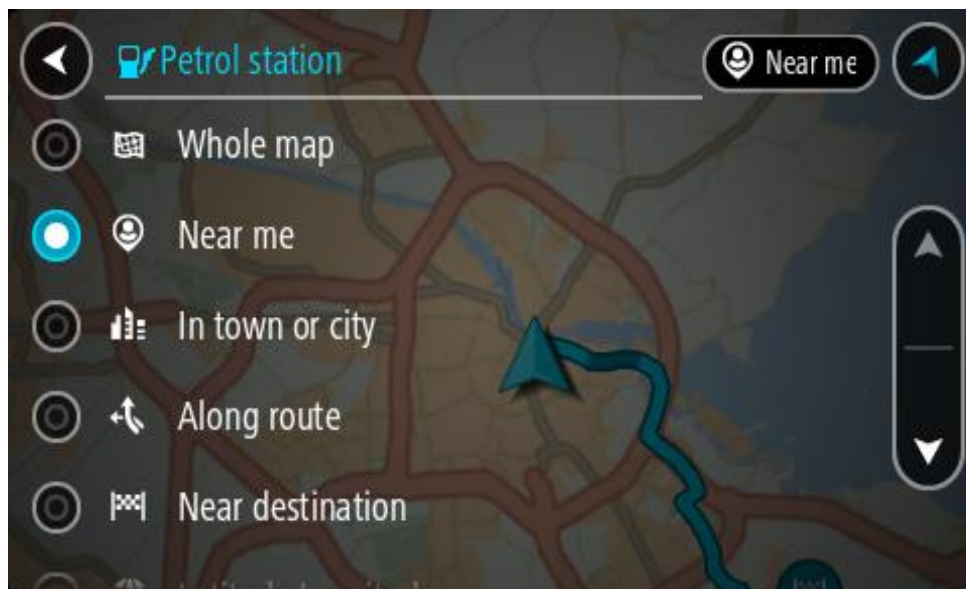 Petrol station
Near me
Whole map
Near me
In town or city
Along route
Near destination